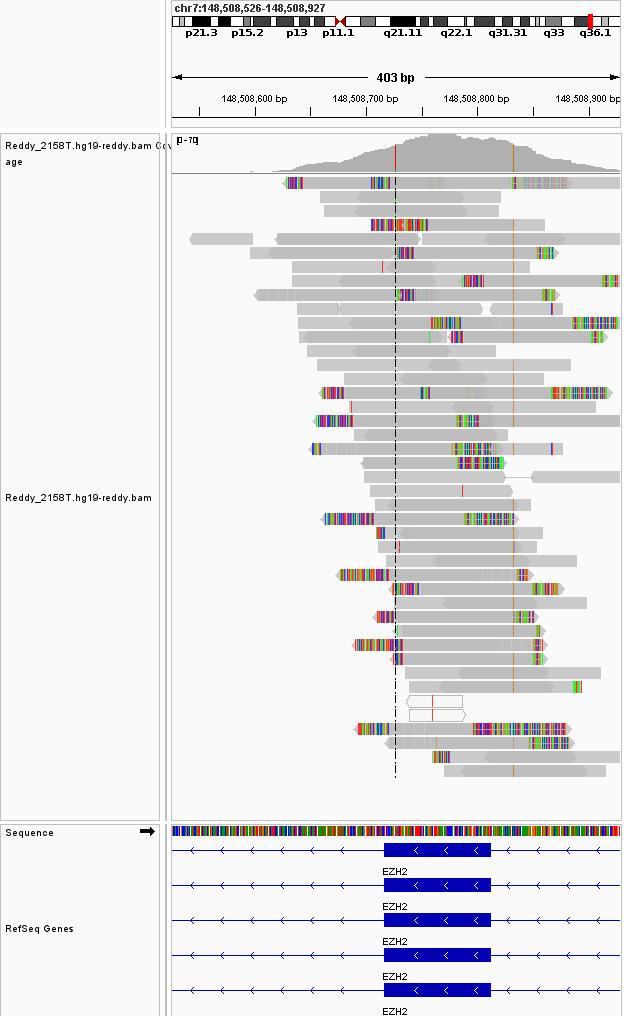 chr7:148,508,526-148,508,927
p21.3 p15.2 p13 p11.1 q21.11 q22.1 q31.31 q33 q36.1
403 bp
148,508,600 bp 148,508,700 bp 148,508,800 bp 148,508,900 bp
Reddy_2158T.hg19-reddy.bam Cov
age
[0 - 70]
Reddy_2158T.hg19-reddy.bam
Sequence
EZH2
EZH2
EZH2
RefSeq Genes
EZH2
EZH2